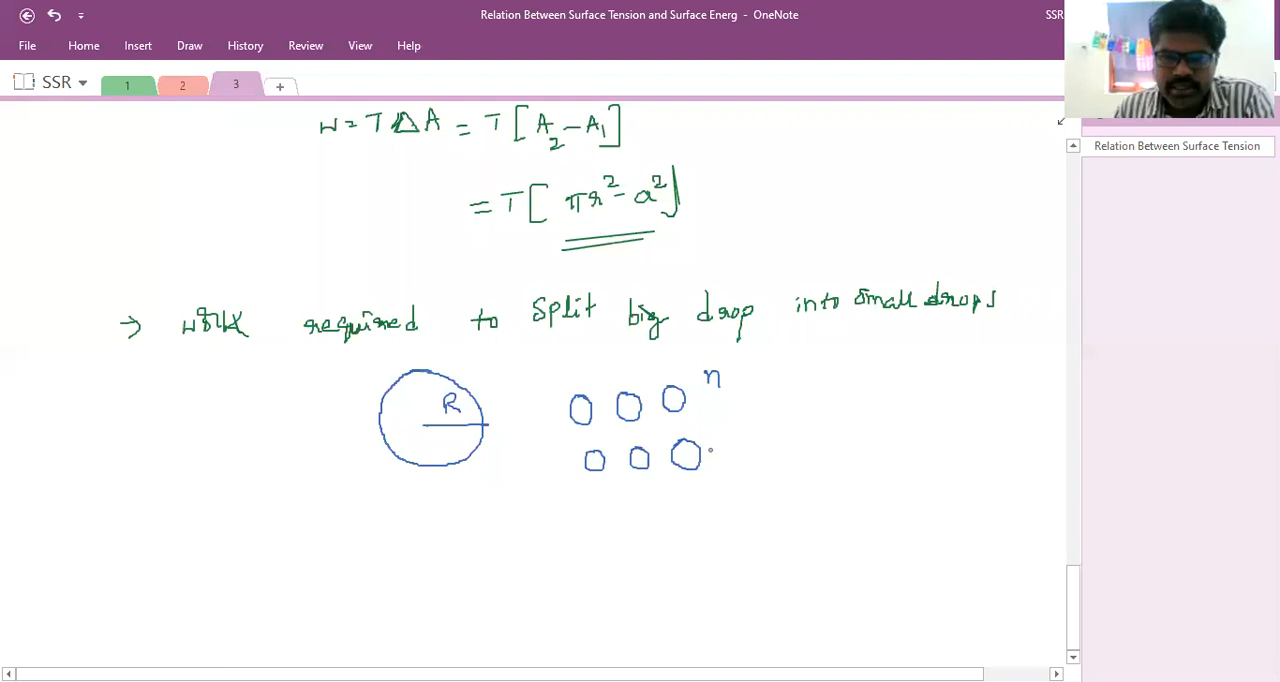 Relation Between Surface Tension and Surface Energ - OneNote
SSR
File Home Insert Draw History Review View Help
SSR 1 2 3 +
Relation Between Surface Tension
W = T Δ A = T [ A₂ - A₁ ]
= T [ πr² - a² ]
→ work required to split big drop into small drops
R
n